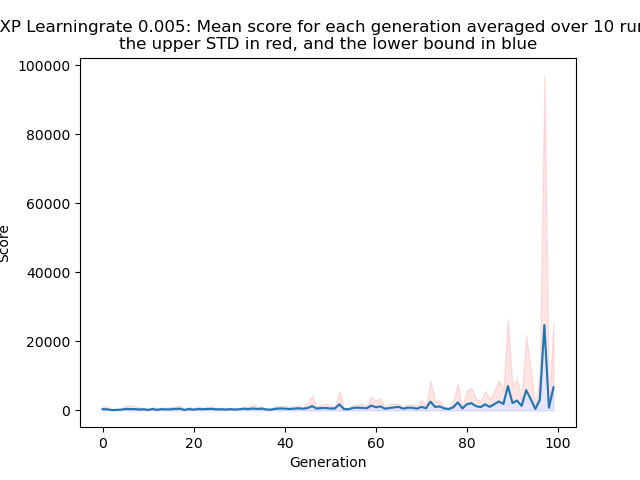 XP Learningrate 0.005: Mean score for each generation averaged over 10
the upper STD in red, and the lower bound in blue
100000
80000
60000
40000
20000
0
Score
0 20 40 60 80 100
Generation